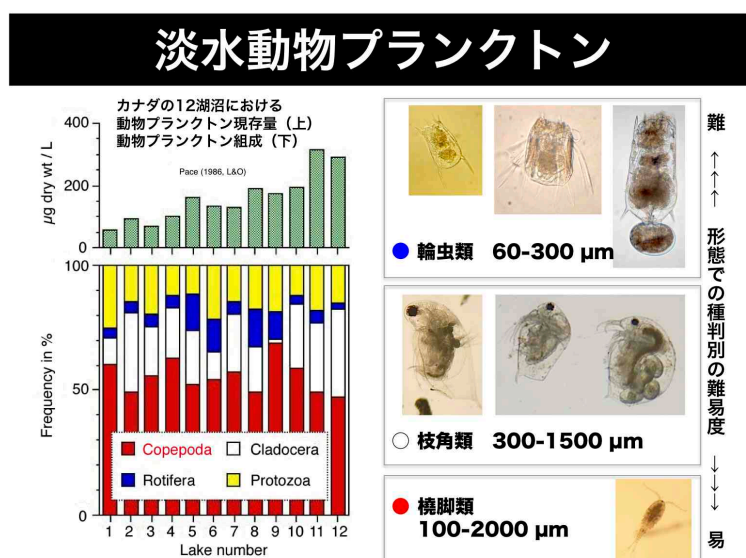 淡水動物プランクトン
カナダの12湖沼における
動物プランクトン現存量（上）
動物プランクトン組成（下）
Pace (1986, L&O)
µg dry wt / L
400
200
0
Frequency in %
100
50
0
Copepoda
Cladocera
Rotifera
Protozoa
1 2 3 4 5 6 7 8 9 10 11 12
Lake number
輪虫類 60-300 µm
枝角類 300-1500 µm
橈脚類
100-2000 µm
難 ←←← 形態での種判別の難易度 →→→ 易